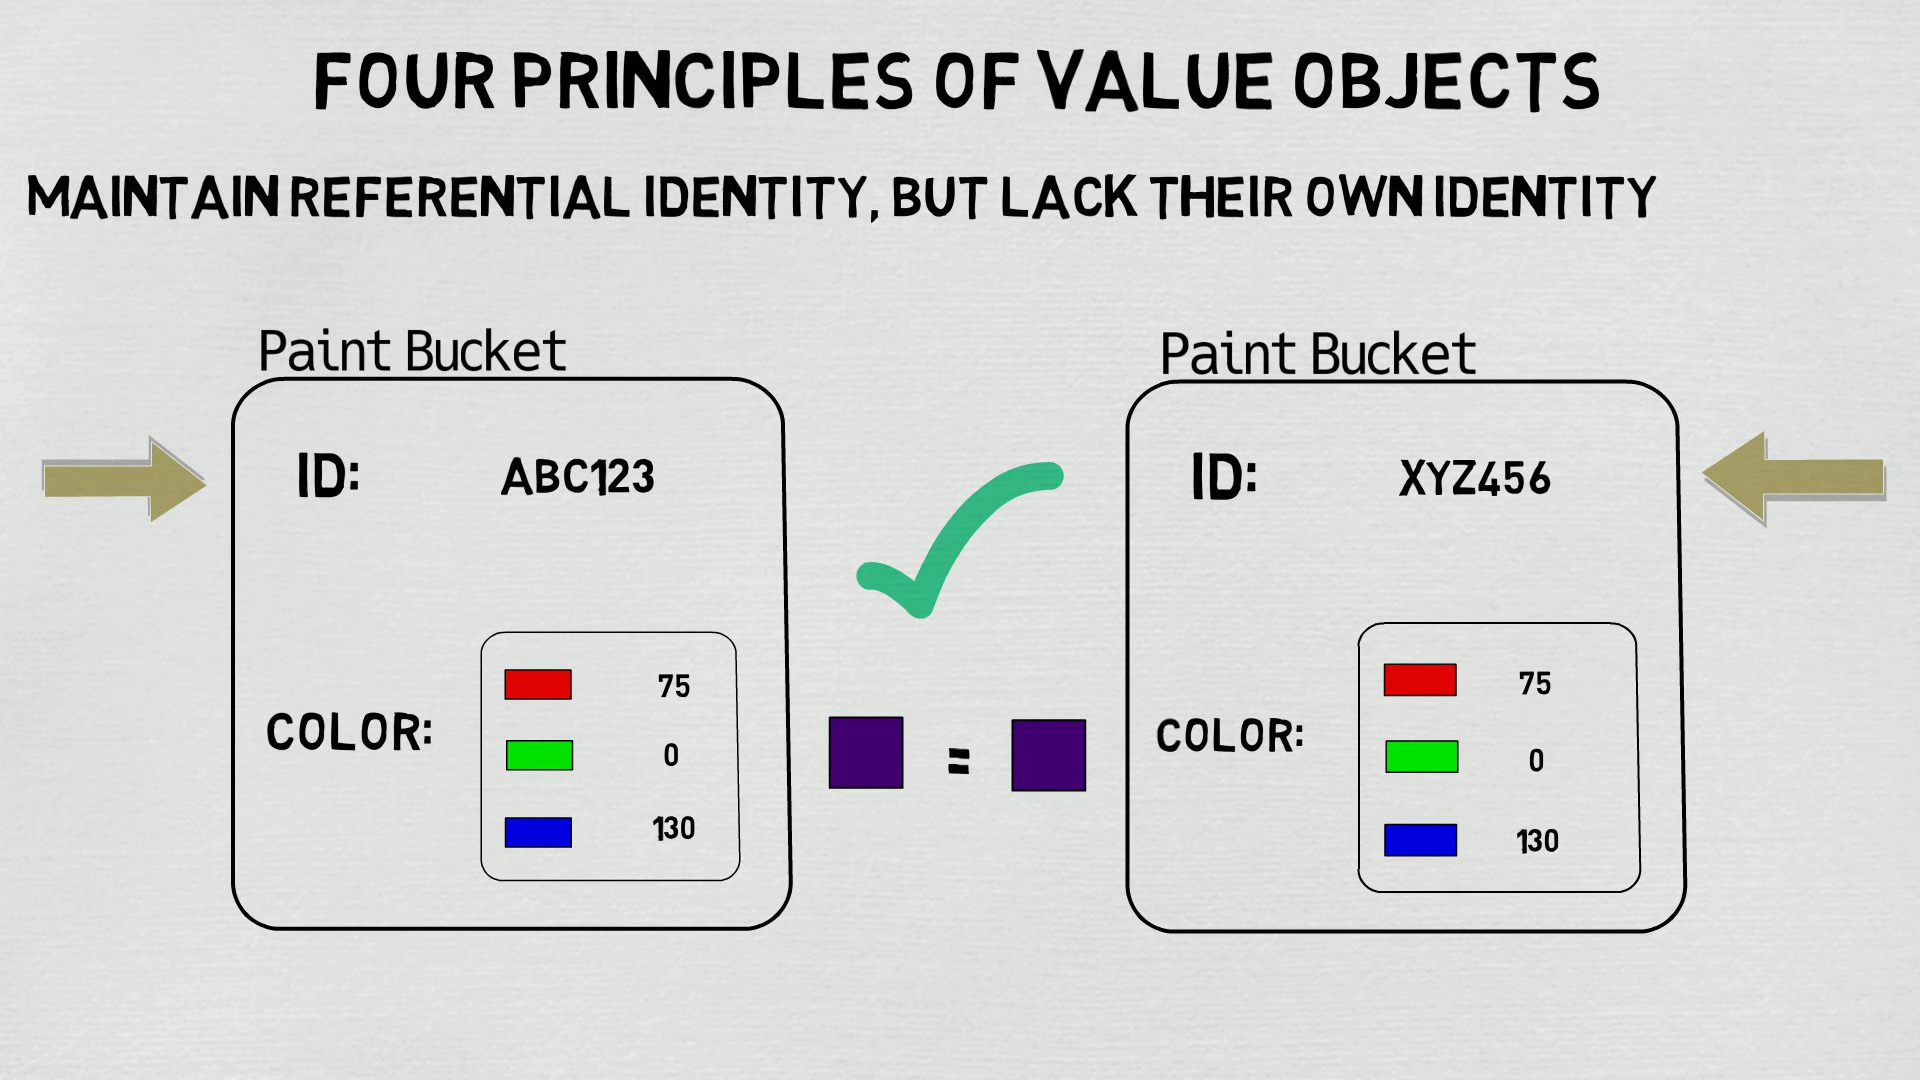 FOUR PRINCIPLES OF VALUE OBJECTS
MAINTAIN REFERENTIAL IDENTITY, BUT LACK THEIR OWN IDENTITY
Paint Bucket
ID: ABC123
COLOR:
75
0
130
=
Paint Bucket
ID: XYZ456
COLOR:
75
0
130